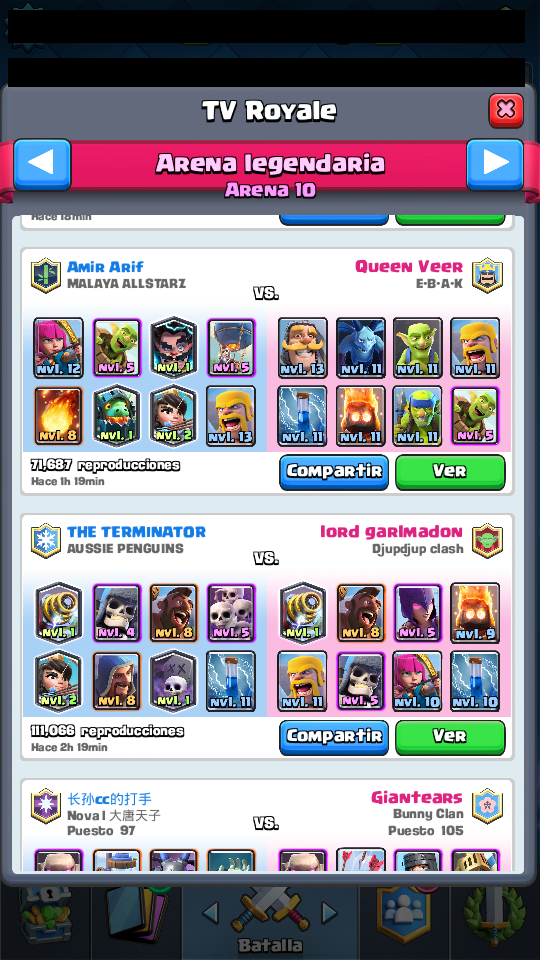 TV Royale
Arena legendaria
Arena 10
Hace 18min
Amir Arif
MALAYA ALLSTARZ
vs.
Queen Veer
E·B·A·K
nvl. 12 nvl. 5 nvl. 1 nvl. 5 nvl. 13 nvl. 11 nvl. 11 nvl. 11
nvl. 8 nvl. 1 nvl. 2 nvl. 13 nvl. 11 nvl. 11 nvl. 11 nvl. 5
71,687 reproducciones
Hace 1h 19min
Compartir
Ver
THE TERMINATOR
AUSSIE PENGUINS
vs.
lord garlmadon
Djupdjup clash
nvl. 1 nvl. 4 nvl. 8 nvl. 5 nvl. 1 nvl. 8 nvl. 5 nvl. 9
nvl. 2 nvl. 8 nvl. 1 nvl. 11 nvl. 11 nvl. 5 nvl. 10 nvl. 10
111,066 reproducciones
Hace 2h 19min
Compartir
Ver
长孙cc的打手
Nova l 大唐天子
Puesto 97
vs.
Giantears
Bunny Clan
Puesto 105
Batalla